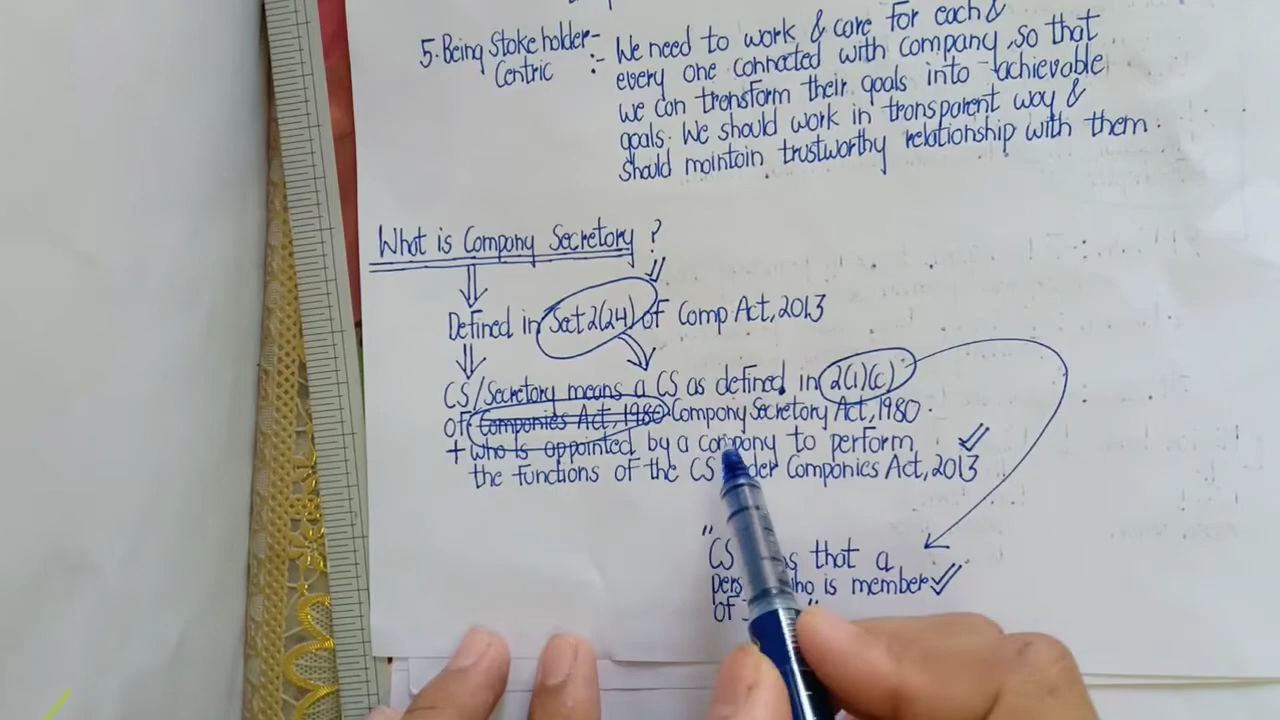 5. Being Stakeholder-
Centric :- We need to work & care for each &
every one connected with company, so that
we can transform their goals into achievable
goals. We should work in transparent way &
should maintain trustworthy relationship with them.
What is Company Secretary ?
Defined in Sect 2(24) of Comp Act, 2013
CS/Secretary means a CS as defined in 2(1)(c)
of Companies Act, 1980 Company Secretary Act, 1980.
+ who is appointed by a company to perform
the functions of the CS under Companies Act, 2013
"CS that a
who is member
of "